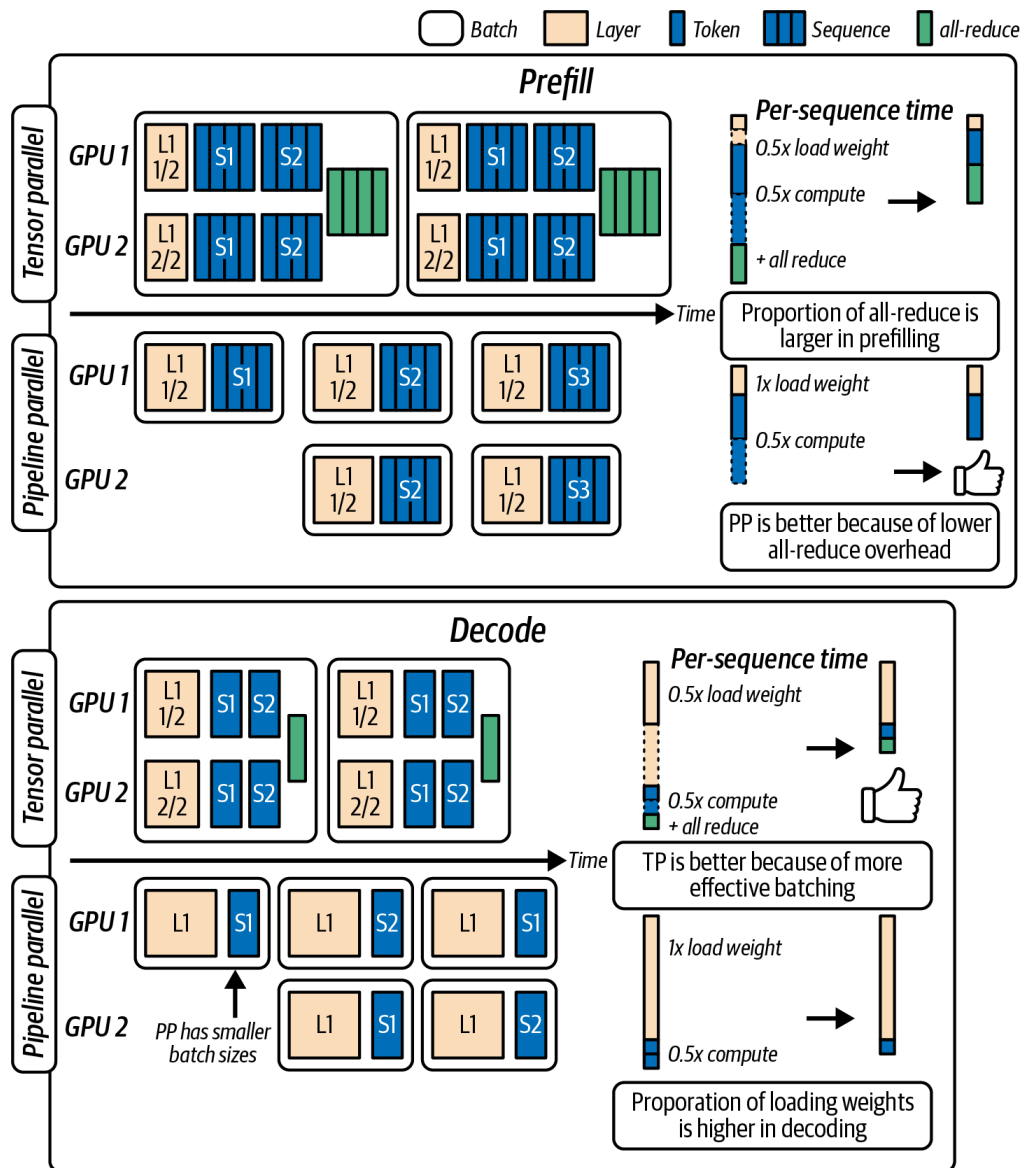 Batch
Layer
Token
Sequence
all-reduce
Prefill
Tensor parallel
GPU 1
L1
1/2
S1
S2
L1
1/2
S1
S2
GPU 2
L1
2/2
S1
S2
L1
2/2
S1
S2
Time
Per-sequence time
0.5x load weight
0.5x compute
+ all reduce
Proportion of all-reduce is
larger in prefilling
Pipeline parallel
GPU 1
L1
1/2
S1
L1
1/2
S2
L1
1/2
S3
GPU 2
L1
1/2
S2
L1
1/2
S3
1x load weight
0.5x compute
PP is better because of lower
all-reduce overhead
Decode
Tensor parallel
GPU 1
L1
1/2
S1
S2
L1
1/2
S1
S2
GPU 2
L1
2/2
S1
S2
L1
2/2
S1
S2
Time
Per-sequence time
0.5x load weight
0.5x compute
+ all reduce
TP is better because of more
effective batching
Pipeline parallel
GPU 1
L1
S1
L1
S2
L1
S1
GPU 2
PP has smaller
batch sizes
L1
S1
L1
S2
1x load weight
0.5x compute
Proporation of loading weights
is higher in decoding